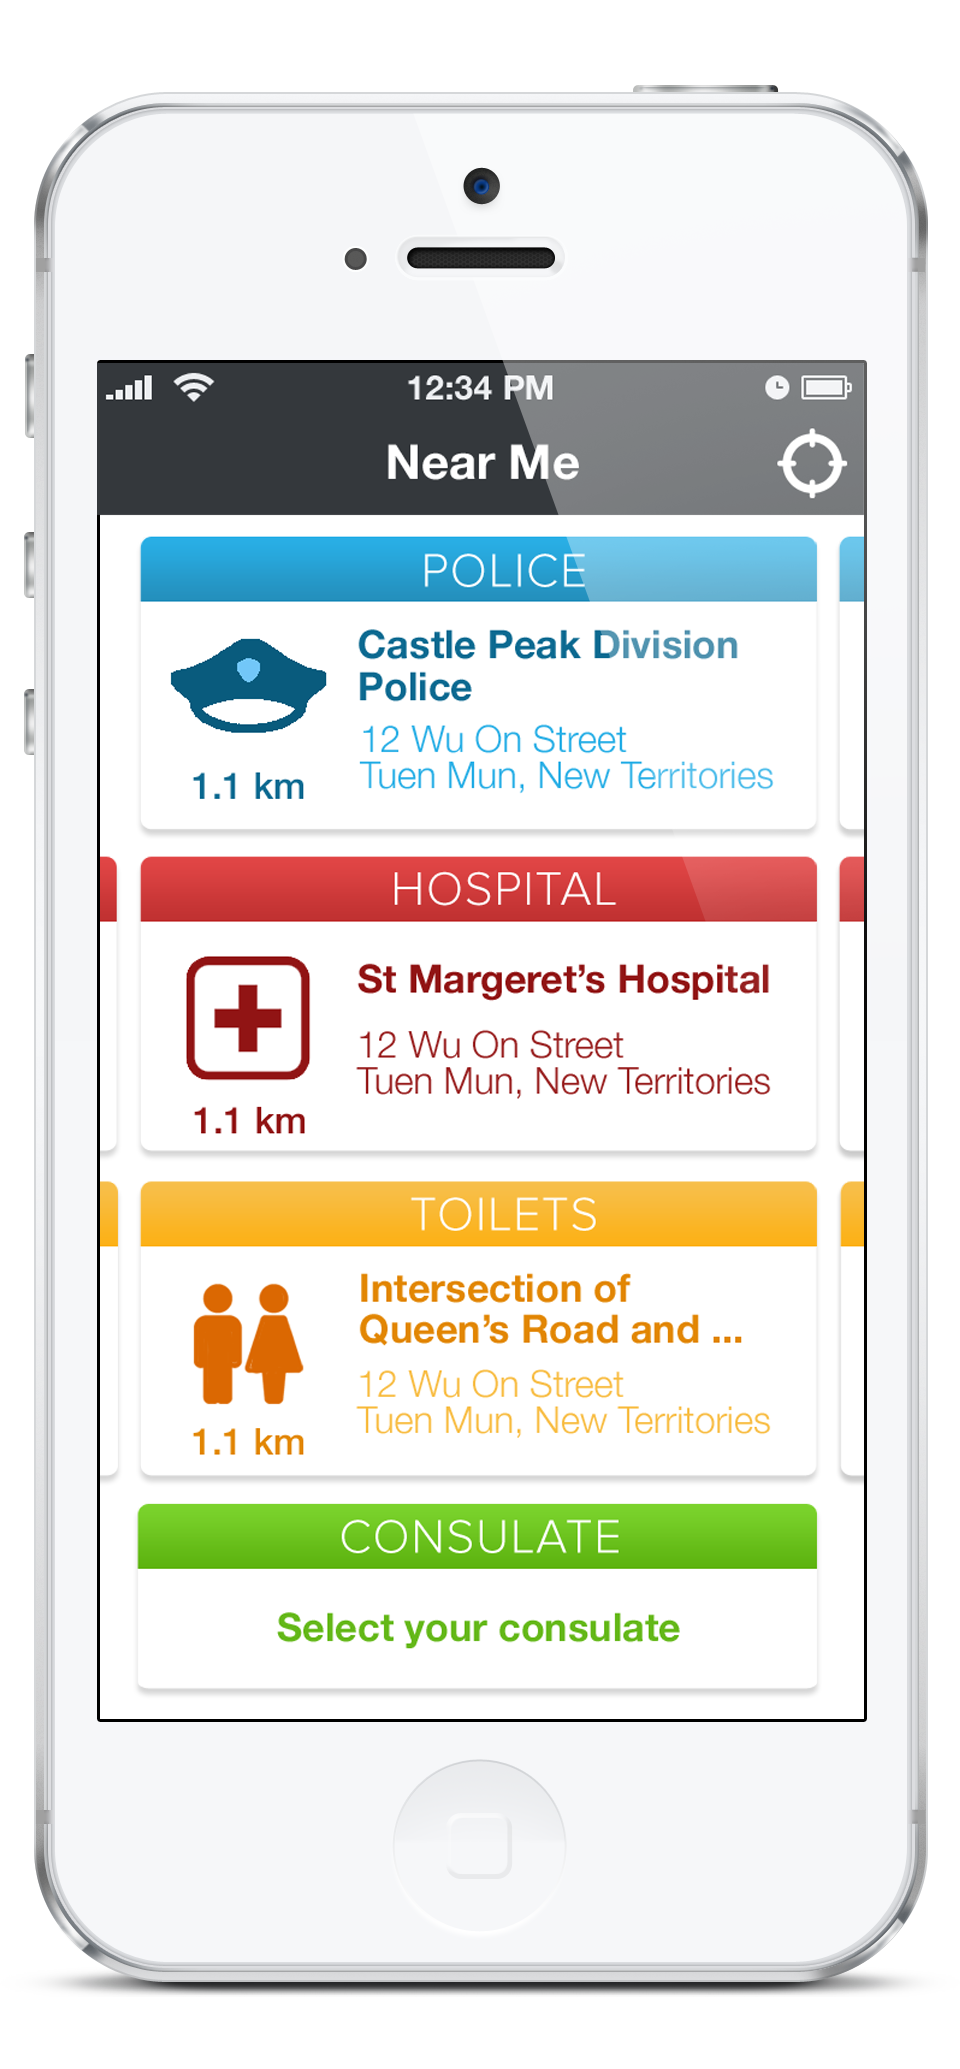 12:34 PM
Near Me
POLICE
Castle Peak Division
Police
12 Wu On Street
Tuen Mun, New Territories
1.1 km
HOSPITAL
St Margeret’s Hospital
12 Wu On Street
Tuen Mun, New Territories
1.1 km
TOILETS
Intersection of
Queen’s Road and ...
12 Wu On Street
Tuen Mun, New Territories
1.1 km
CONSULATE
Select your consulate